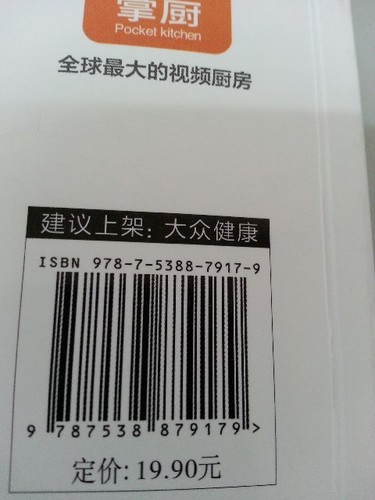 掌厨
Pocket kitchen
全球最大的视频厨房
建议上架: 大众健康
ISBN 978-7-5388-7917-9
9 787538 879179 >
定价: 19.90元